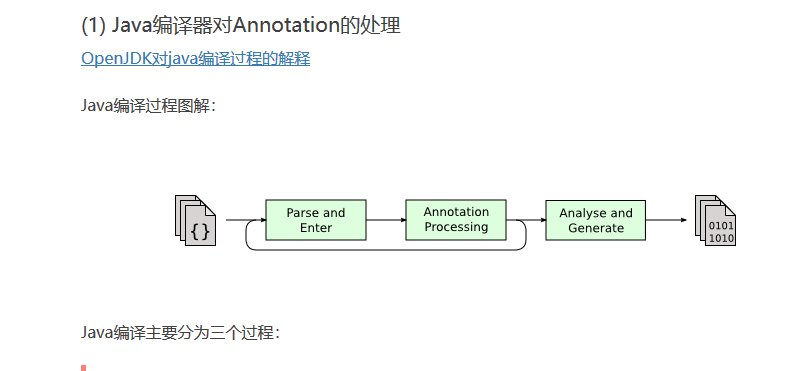 (1) Java编译器对Annotation的处理
OpenJDK对java编译过程的解释
Java编译过程图解：
{}
Parse and
Enter
Annotation
Processing
Analyse and
Generate
0101
1010
Java编译主要分为三个过程：